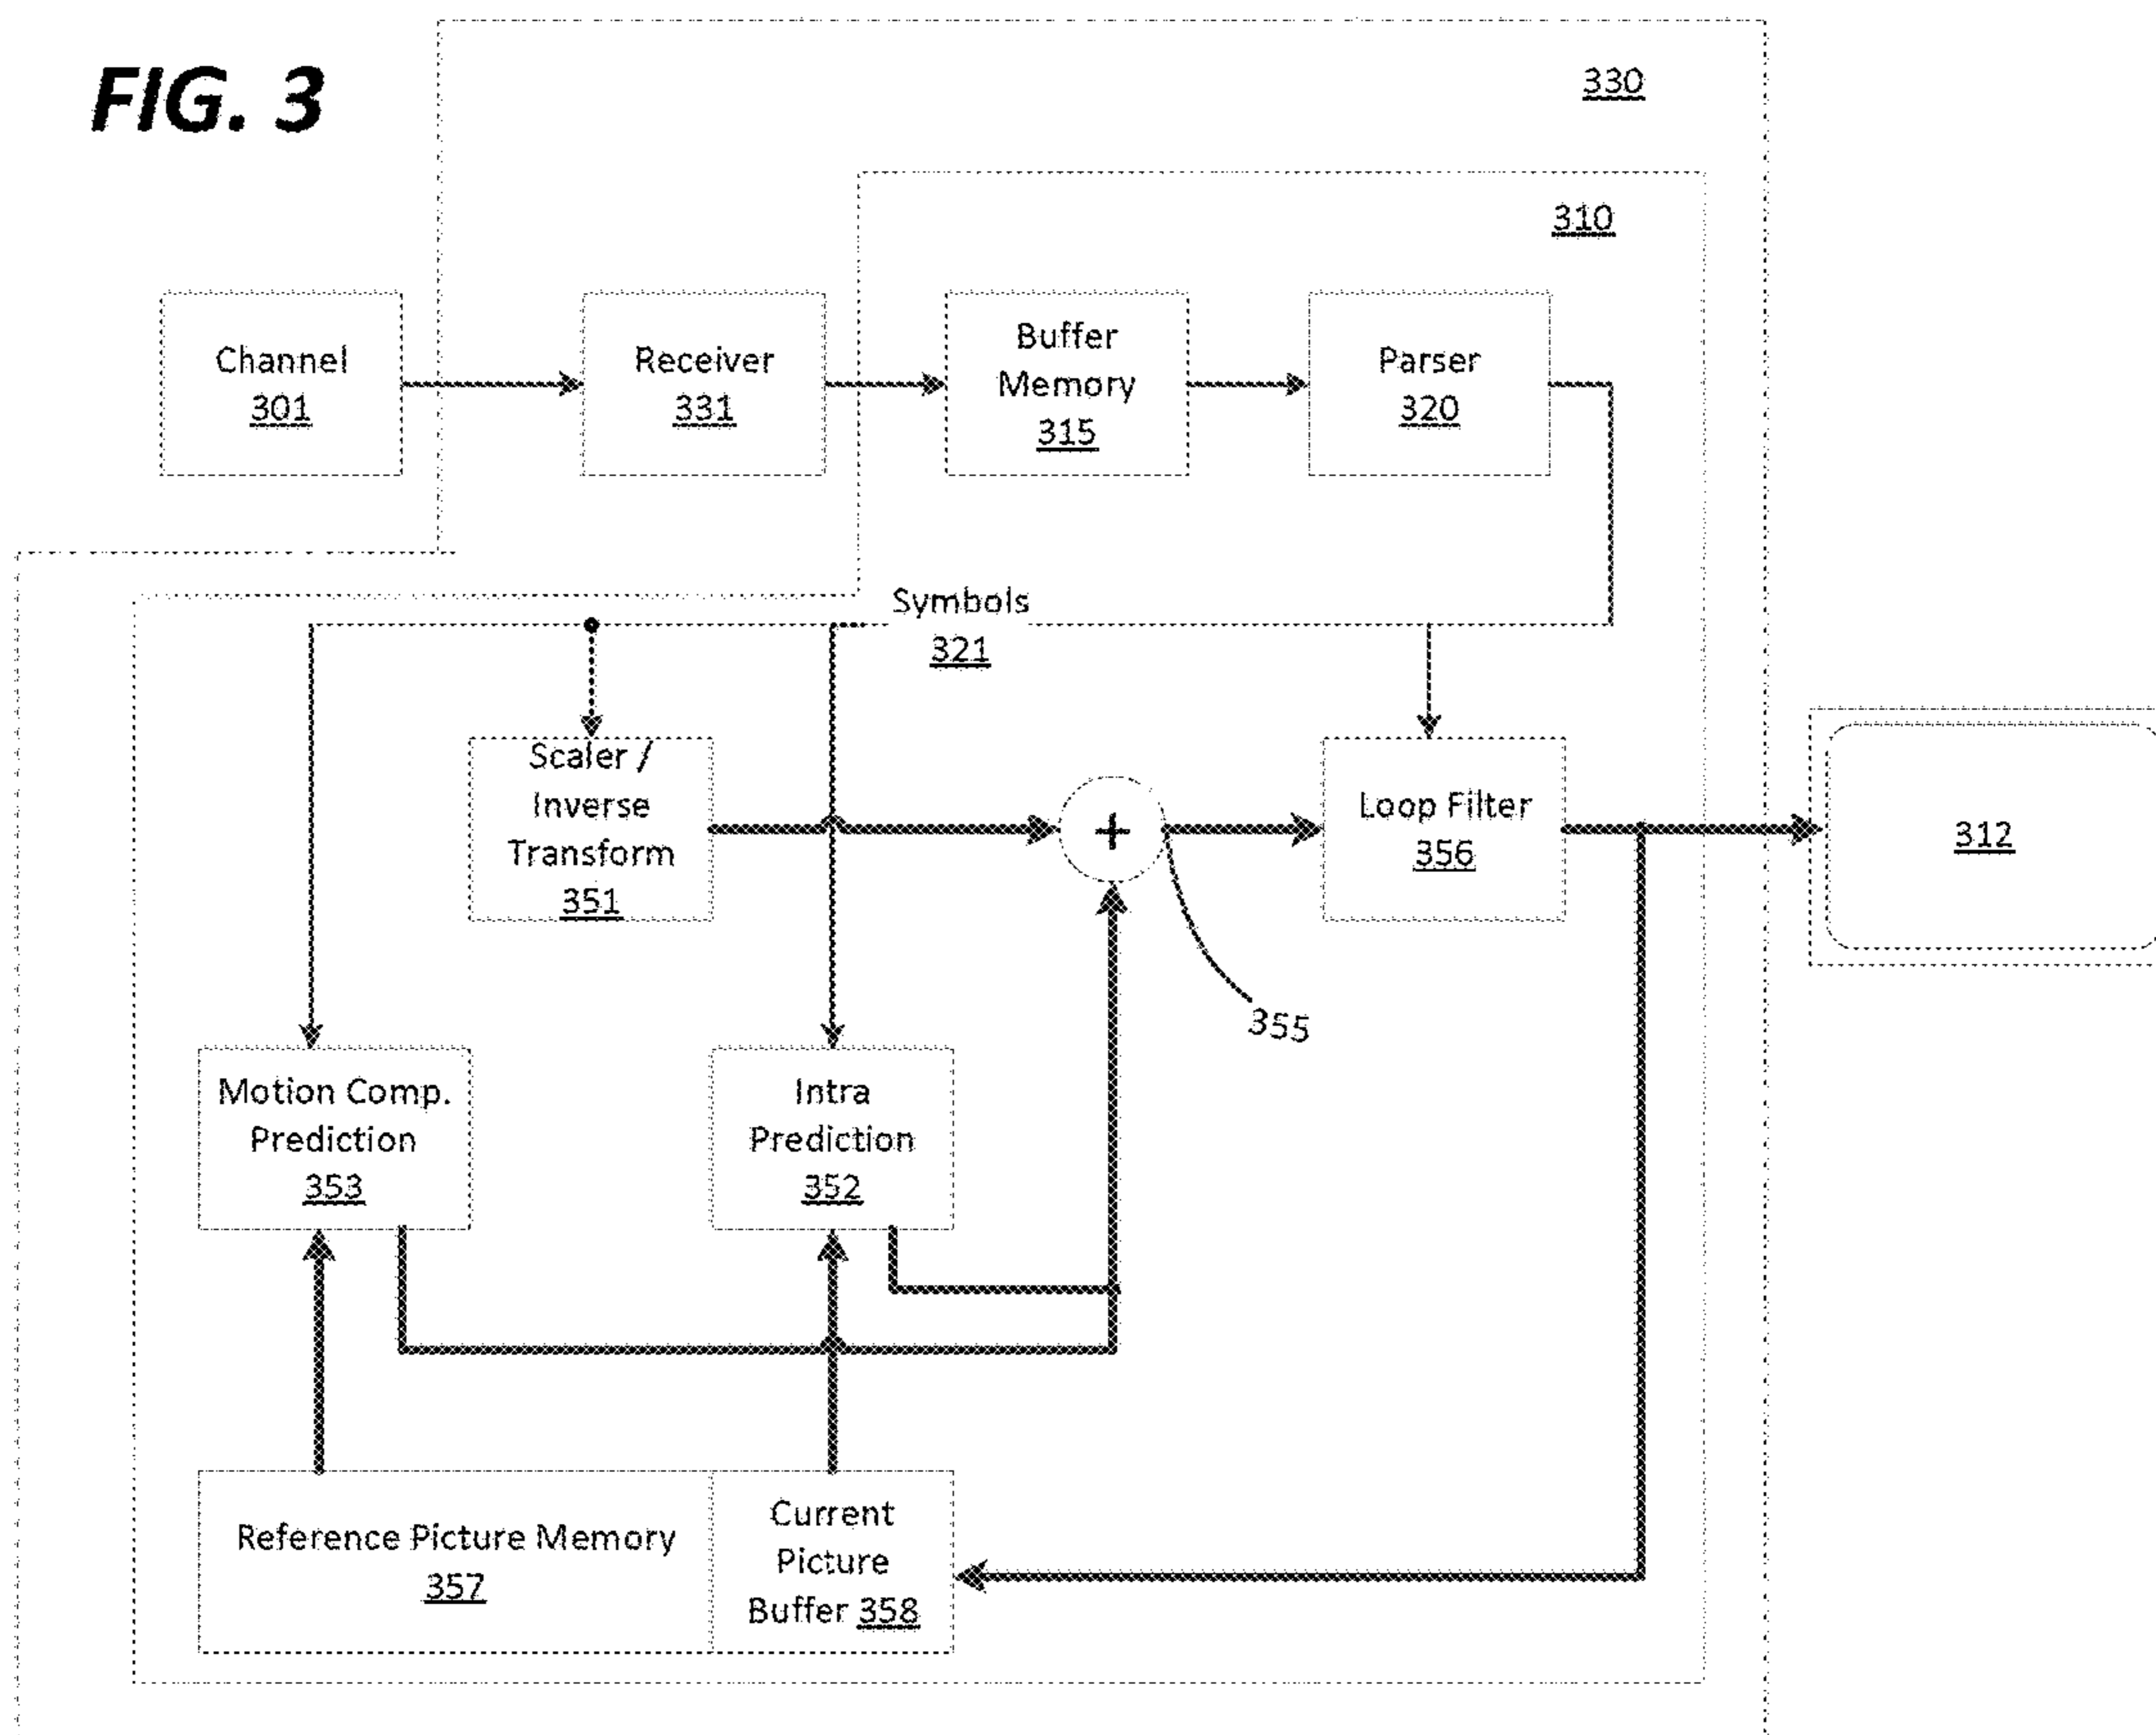 FIG. 3
330
310
Channel
301
Receiver
331
Buffer
Memory
315
Parser
320
Symbols
321
Scaler /
Inverse
Transform
351
+
Loop Filter
356
312
355
Motion Comp.
Prediction
353
Intra
Prediction
352
Reference Picture Memory
357
Current
Picture
Buffer 358